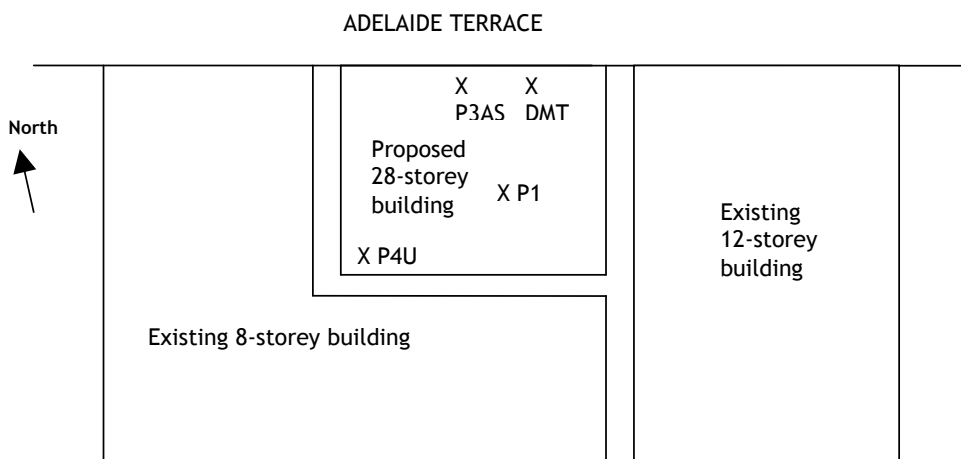 ADELAIDE TERRACE
X X
P3AS DMT
North
Proposed
28-storey
building
X P1
Existing
12-storey
building
X P4U
Existing 8-storey building